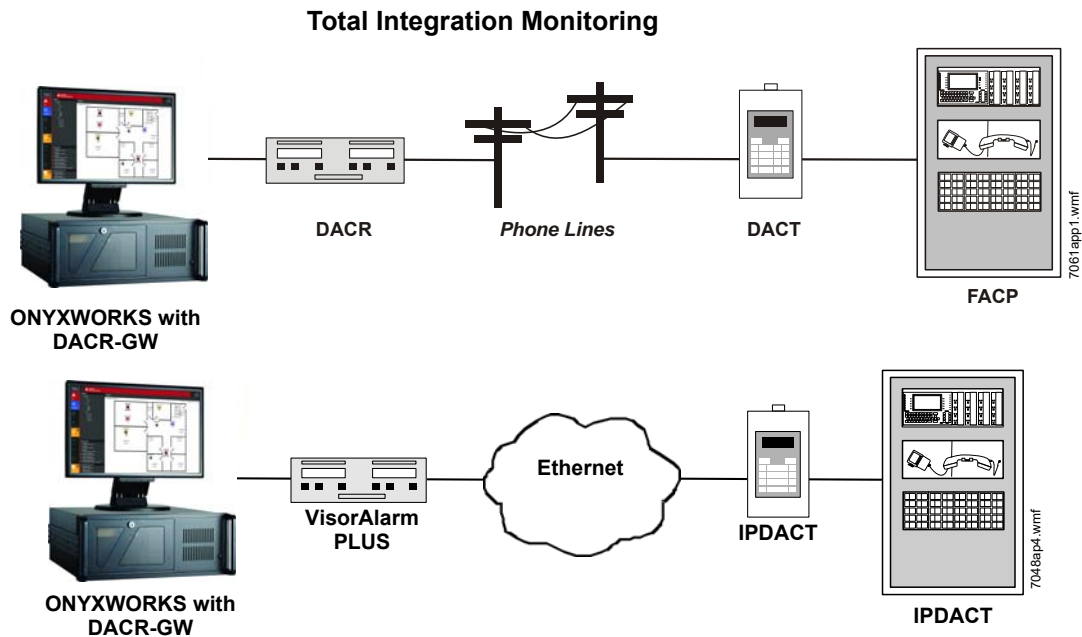 Total Integration Monitoring
DACR
Phone Lines
DACT
FACP
7061app1.wmf
ONYXWORKS with
DACR-GW
Ethernet
VisorAlarm
PLUS
IPDACT
7048ap4.wmf
ONYXWORKS with
DACR-GW
IPDACT